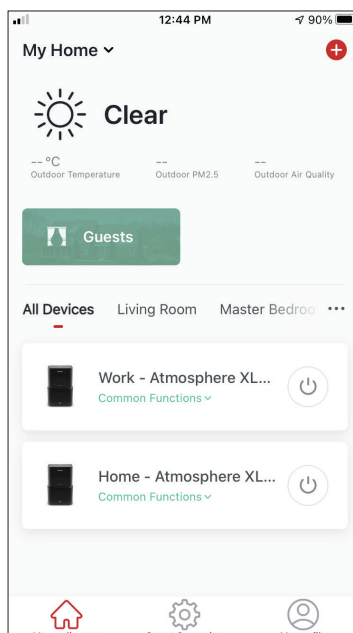 12:44 PM 90%
My Home
Clear
-- °C -- --
Outdoor Temperature Outdoor PM2.5 Outdoor Air Quality
Guests
All Devices Living Room Master Bedroo ···
Work - Atmosphere XL...
Common Functions
Home - Atmosphere XL...
Common Functions